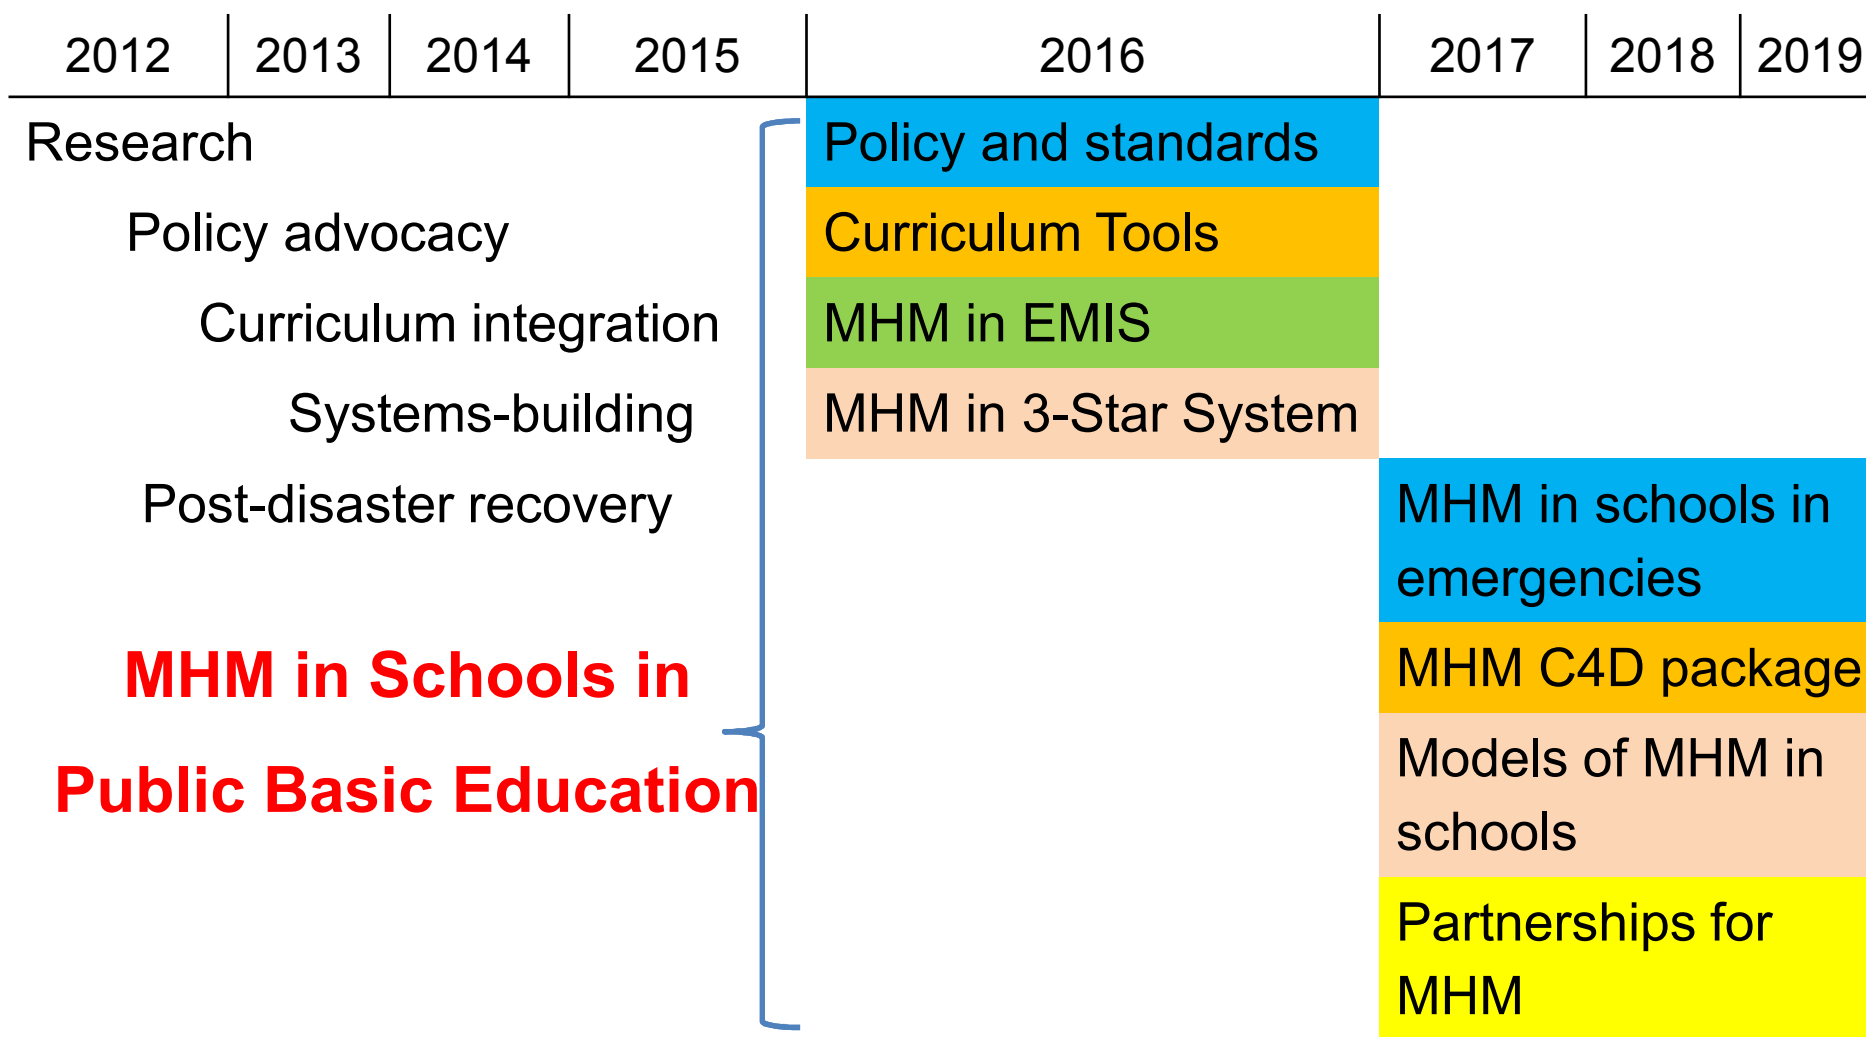 2012 2013 2014 2015 2016 2017 2018 2019
Research
Policy and standards
Policy advocacy
Curriculum Tools
Curriculum integration
MHM in EMIS
Systems-building
MHM in 3-Star System
Post-disaster recovery
MHM in schools in
emergencies
MHM in Schools in
Public Basic Education
MHM C4D package
Models of MHM in
schools
Partnerships for
MHM